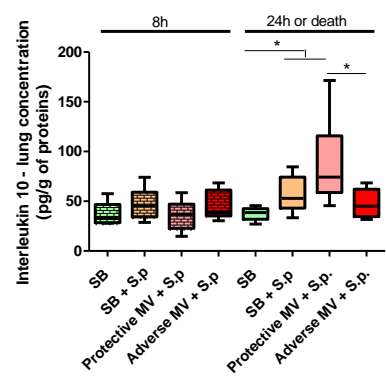 8h
24h or death
Interleukin 10 - lung concentration
(pg/g of proteins)
200
150
100
50
0
*
*
SB
SB + S.p
Protective MV + S.p
Adverse MV + S.p
SB
SB + S.p
Protective MV + S.p.
Adverse MV + S.p.